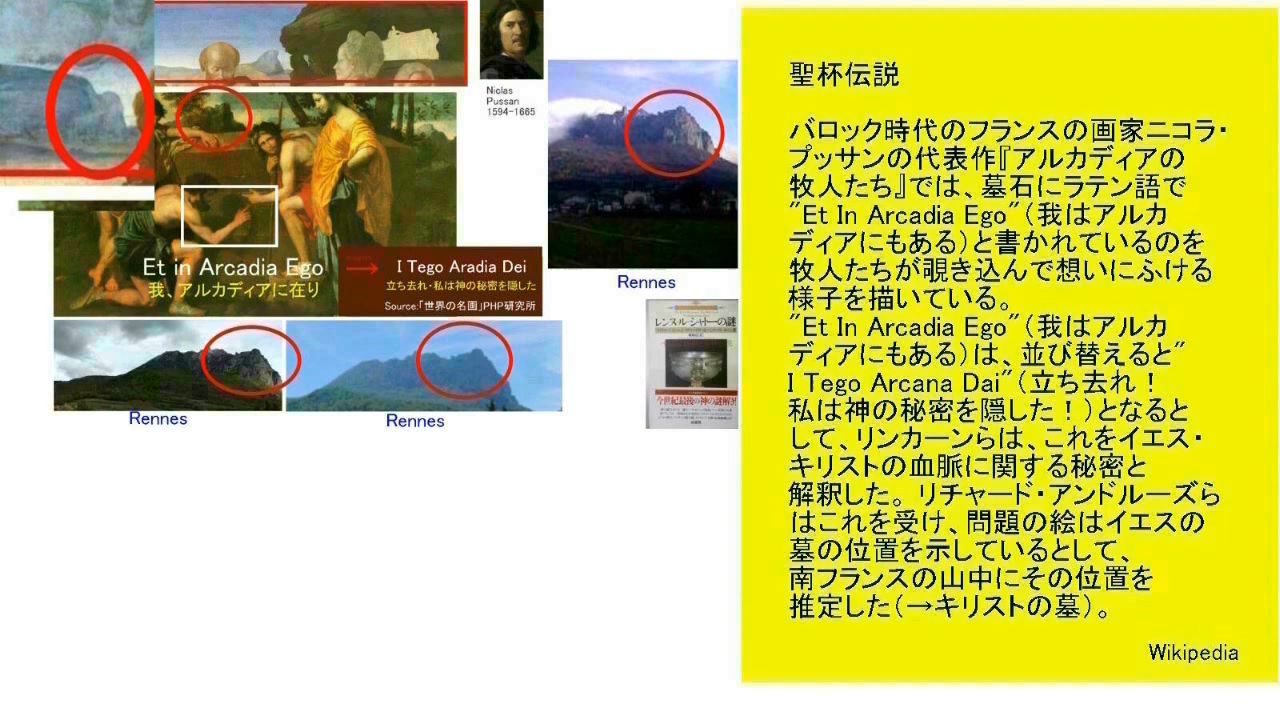 Niclas
Pussan
1594-1665
Et in Arcadia Ego
我、アルカディアに在り
I Tego Aradia Dei
立ち去れ・私は神の秘密を隠した
Source:「世界の名画」PHP研究所
Rennes
Rennes
Rennes
レンヌル=シャトーの謎
今世紀最後の神の謎解き!
聖杯伝説
バロック時代のフランスの画家ニコラ・
プッサンの代表作『アルカディアの
牧人たち』では、墓石にラテン語で
"Et In Arcadia Ego"（我はアルカ
ディアにもある）と書かれているのを
牧人たちが覗き込んで想いにふける
様子を描いている。
"Et In Arcadia Ego"（我はアルカ
ディアにもある）は、並び替えると"
I Tego Arcana Dai"（立ち去れ！
私は神の秘密を隠した！）となると
して、リンカーンらは、これをイエス・
キリストの血脈に関する秘密と
解釈した。リチャード・アンドルーズら
はこれを受け、問題の絵はイエスの
墓の位置を示しているとして、
南フランスの山中にその位置を
推定した（→キリストの墓）。
Wikipedia